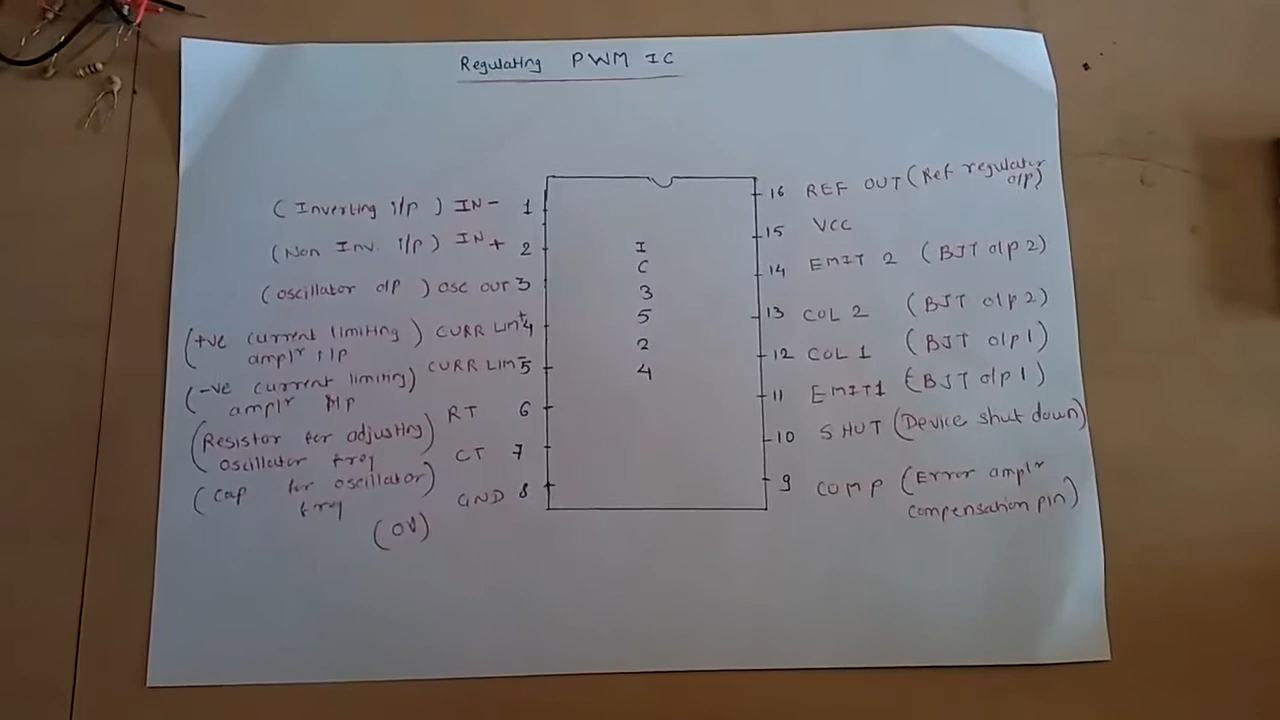 Regulating PWM IC
(Inverting i/p) IN- 1
(Non Inv. i/p) IN+ 2
(oscillator o/p) OSC OUT 3
(+ve current limiting amplr i/p) CURR LIM+ 4
(-ve current limiting amplr i/p) CURR LIM- 5
(Resistor for adjusting oscillator freq) RT 6
(Cap for oscillator freq) CT 7
(0V) GND 8
I
C
3
5
2
4
16 REF OUT (Ref regulator o/p)
15 VCC
14 EMIT 2 (BJT o/p 2)
13 COL 2 (BJT o/p 2)
12 COL 1 (BJT o/p 1)
11 EMIT1 (BJT o/p 1)
10 SHUT (Device shut down)
9 COMP (Error amplr compensation pin)